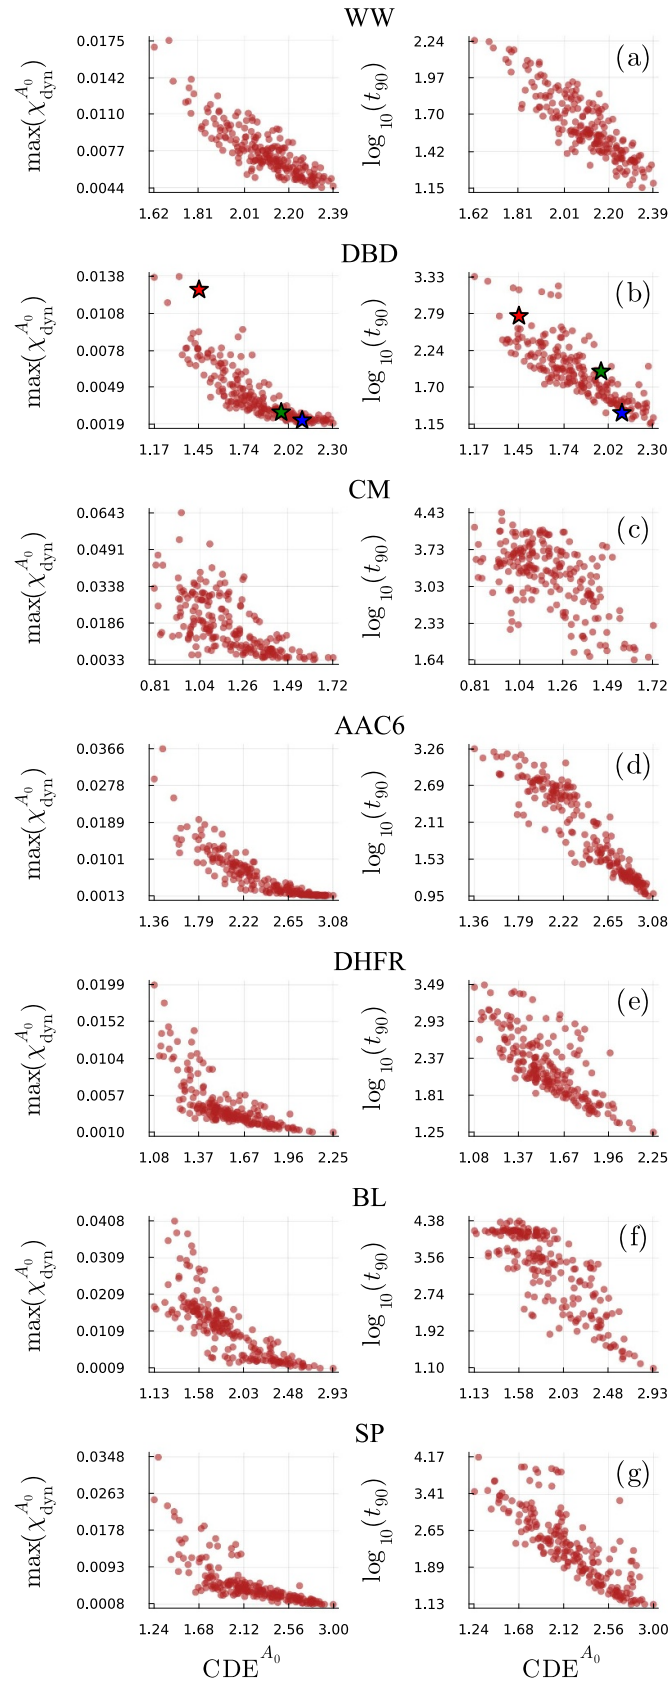 WW
max(χ_dyn^{A_0})
0.0175
0.0142
0.0110
0.0077
0.0044
1.62 1.81 2.01 2.20 2.39
log_10(t_90)
2.24
1.97
1.70
1.42
1.15
1.62 1.81 2.01 2.20 2.39
(a)
DBD
max(χ_dyn^{A_0})
0.0138
0.0108
0.0078
0.0049
0.0019
1.17 1.45 1.74 2.02 2.30
log_10(t_90)
3.33
2.79
2.24
1.70
1.15
1.17 1.45 1.74 2.02 2.30
(b)
CM
max(χ_dyn^{A_0})
0.0643
0.0491
0.0338
0.0186
0.0033
0.81 1.04 1.26 1.49 1.72
log_10(t_90)
4.43
3.73
3.03
2.33
1.64
0.81 1.04 1.26 1.49 1.72
(c)
AAC6
max(χ_dyn^{A_0})
0.0366
0.0278
0.0189
0.0101
0.0013
1.36 1.79 2.22 2.65 3.08
log_10(t_90)
3.26
2.69
2.11
1.53
0.95
1.36 1.79 2.22 2.65 3.08
(d)
DHFR
max(χ_dyn^{A_0})
0.0199
0.0152
0.0104
0.0057
0.0010
1.08 1.37 1.67 1.96 2.25
log_10(t_90)
3.49
2.93
2.37
1.81
1.25
1.08 1.37 1.67 1.96 2.25
(e)
BL
max(χ_dyn^{A_0})
0.0408
0.0309
0.0209
0.0109
0.0009
1.13 1.58 2.03 2.48 2.93
log_10(t_90)
4.38
3.56
2.74
1.92
1.10
1.13 1.58 2.03 2.48 2.93
(f)
SP
max(χ_dyn^{A_0})
0.0348
0.0263
0.0178
0.0093
0.0008
1.24 1.68 2.12 2.56 3.00
CDE^{A_0}
log_10(t_90)
4.17
3.41
2.65
1.89
1.13
1.24 1.68 2.12 2.56 3.00
(g)
CDE^{A_0}